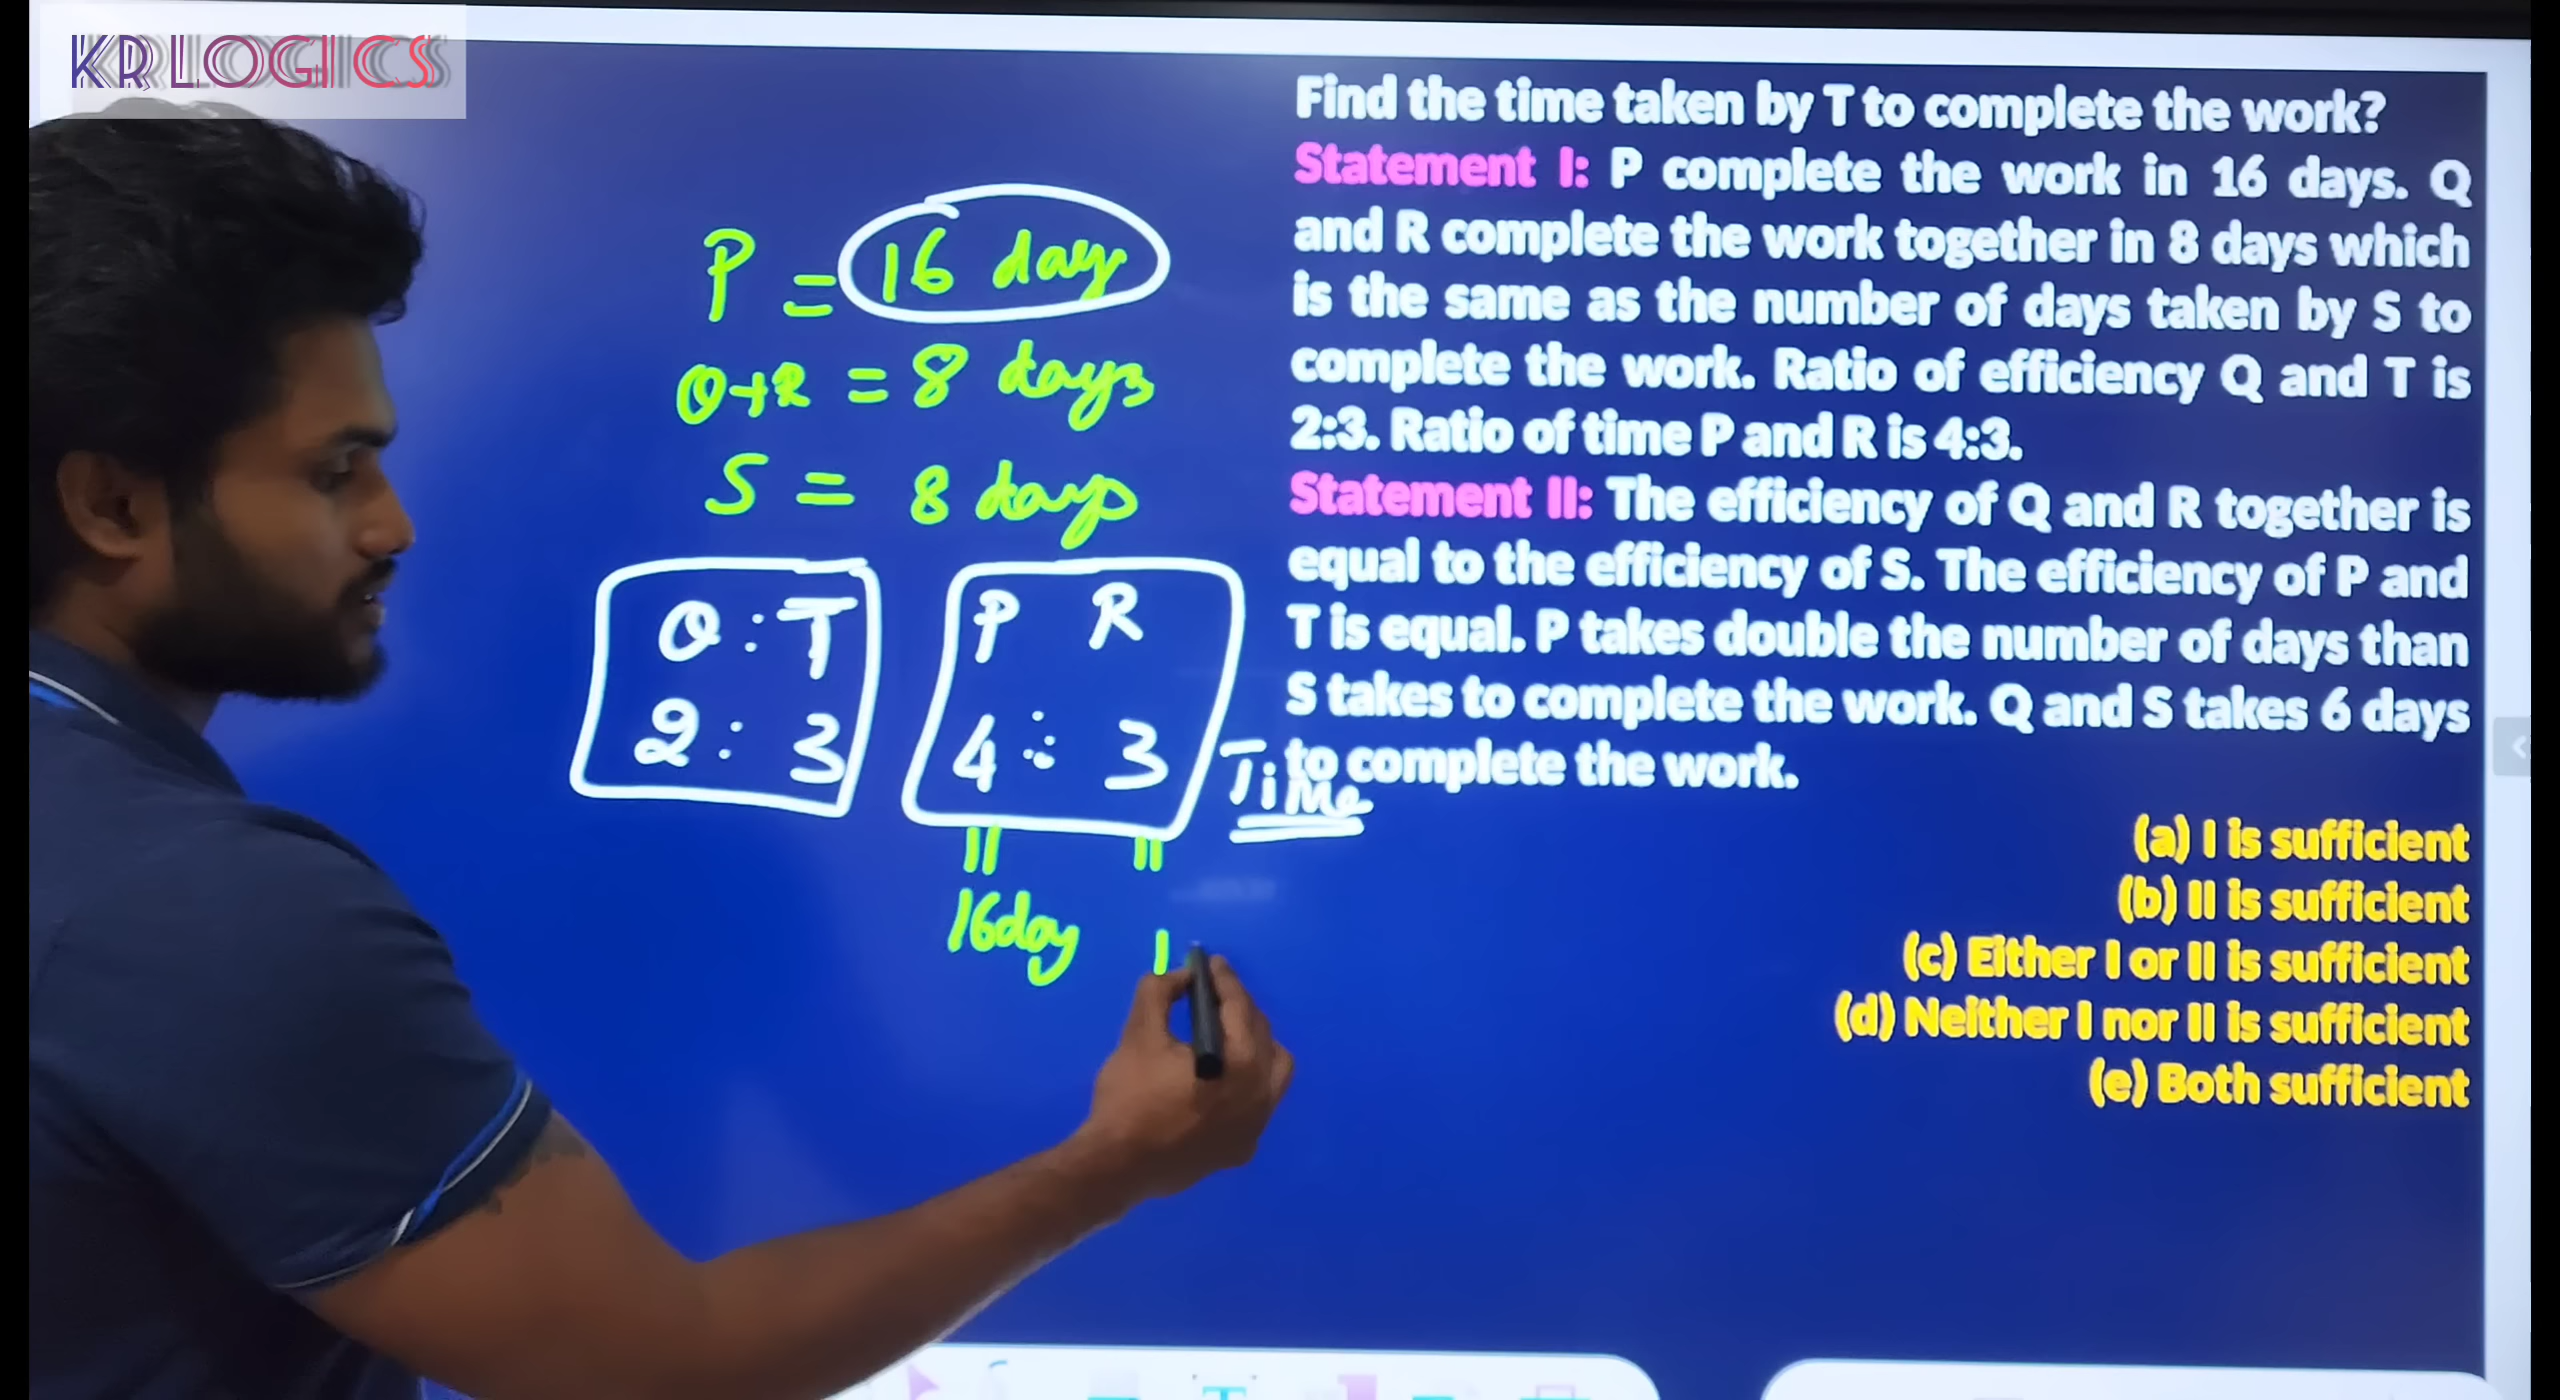 KRLOGICS
Find the time taken by T to complete the work?
Statement I: P complete the work in 16 days. Q
and R complete the work together in 8 days which
is the same as the number of days taken by S to
complete the work. Ratio of efficiency Q and T is
2:3. Ratio of time P and R is 4:3.
Statement II: The efficiency of Q and R together is
equal to the efficiency of S. The efficiency of P and
T is equal. P takes double the number of days than
S takes to complete the work. Q and S takes 6 days
to complete the work.
(a) I is sufficient
(b) II is sufficient
(c) Either I or II is sufficient
(d) Neither I nor II is sufficient
(e) Both sufficient
P = 16 day
Q+R = 8 days
S = 8 days
Q : T
2 : 3
P R
4 : 3
Time
16day 1